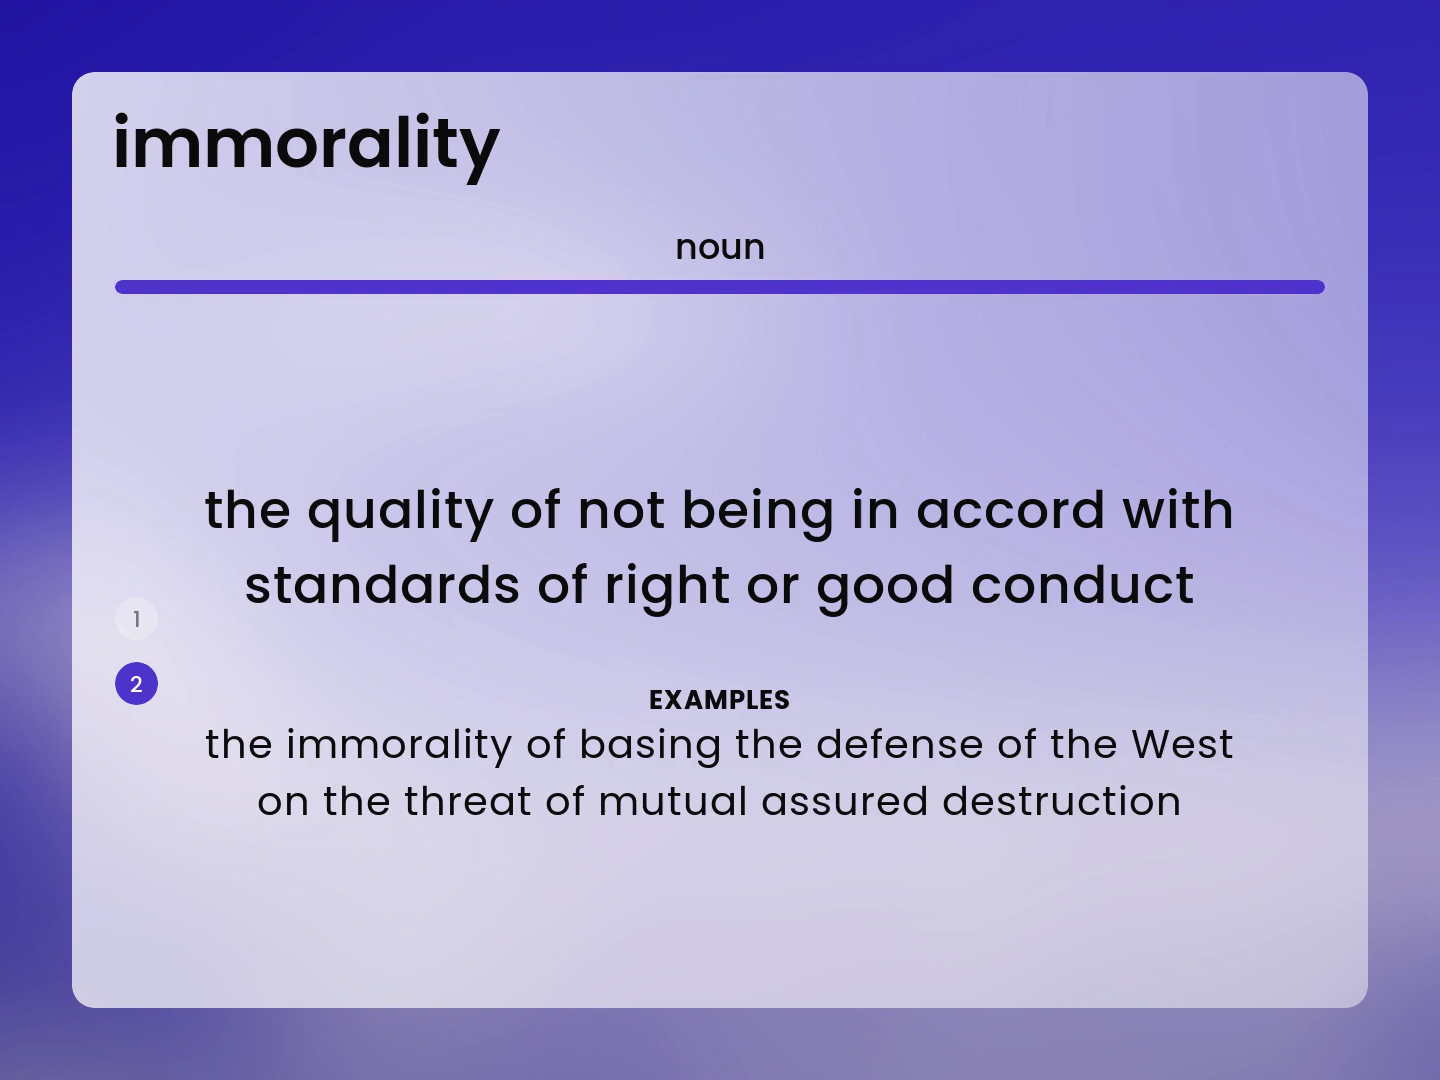 immorality
noun
the quality of not being in accord with
standards of right or good conduct
1
2
EXAMPLES
the immorality of basing the defense of the West
on the threat of mutual assured destruction